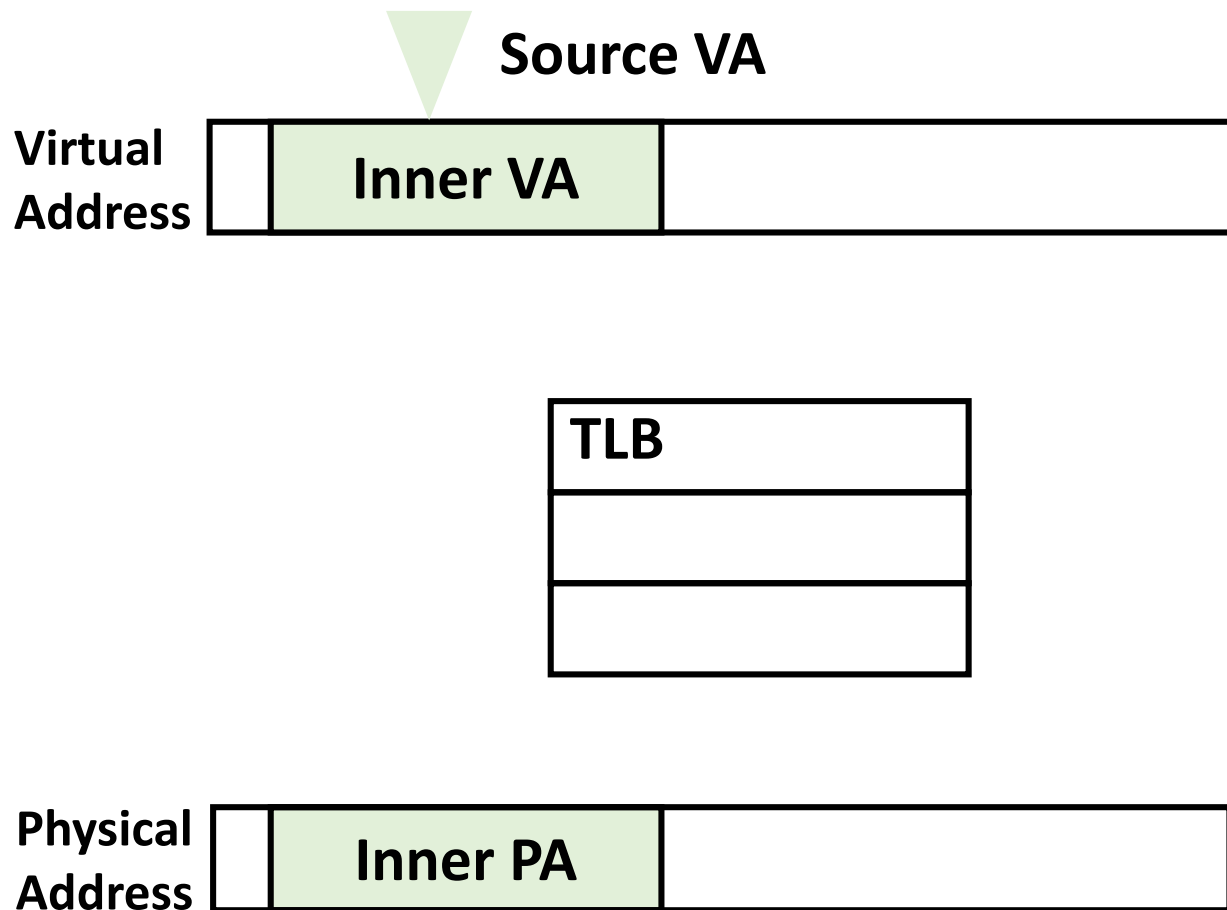 Source VA
Virtual
Address
Inner VA
TLB
Physical
Address
Inner PA